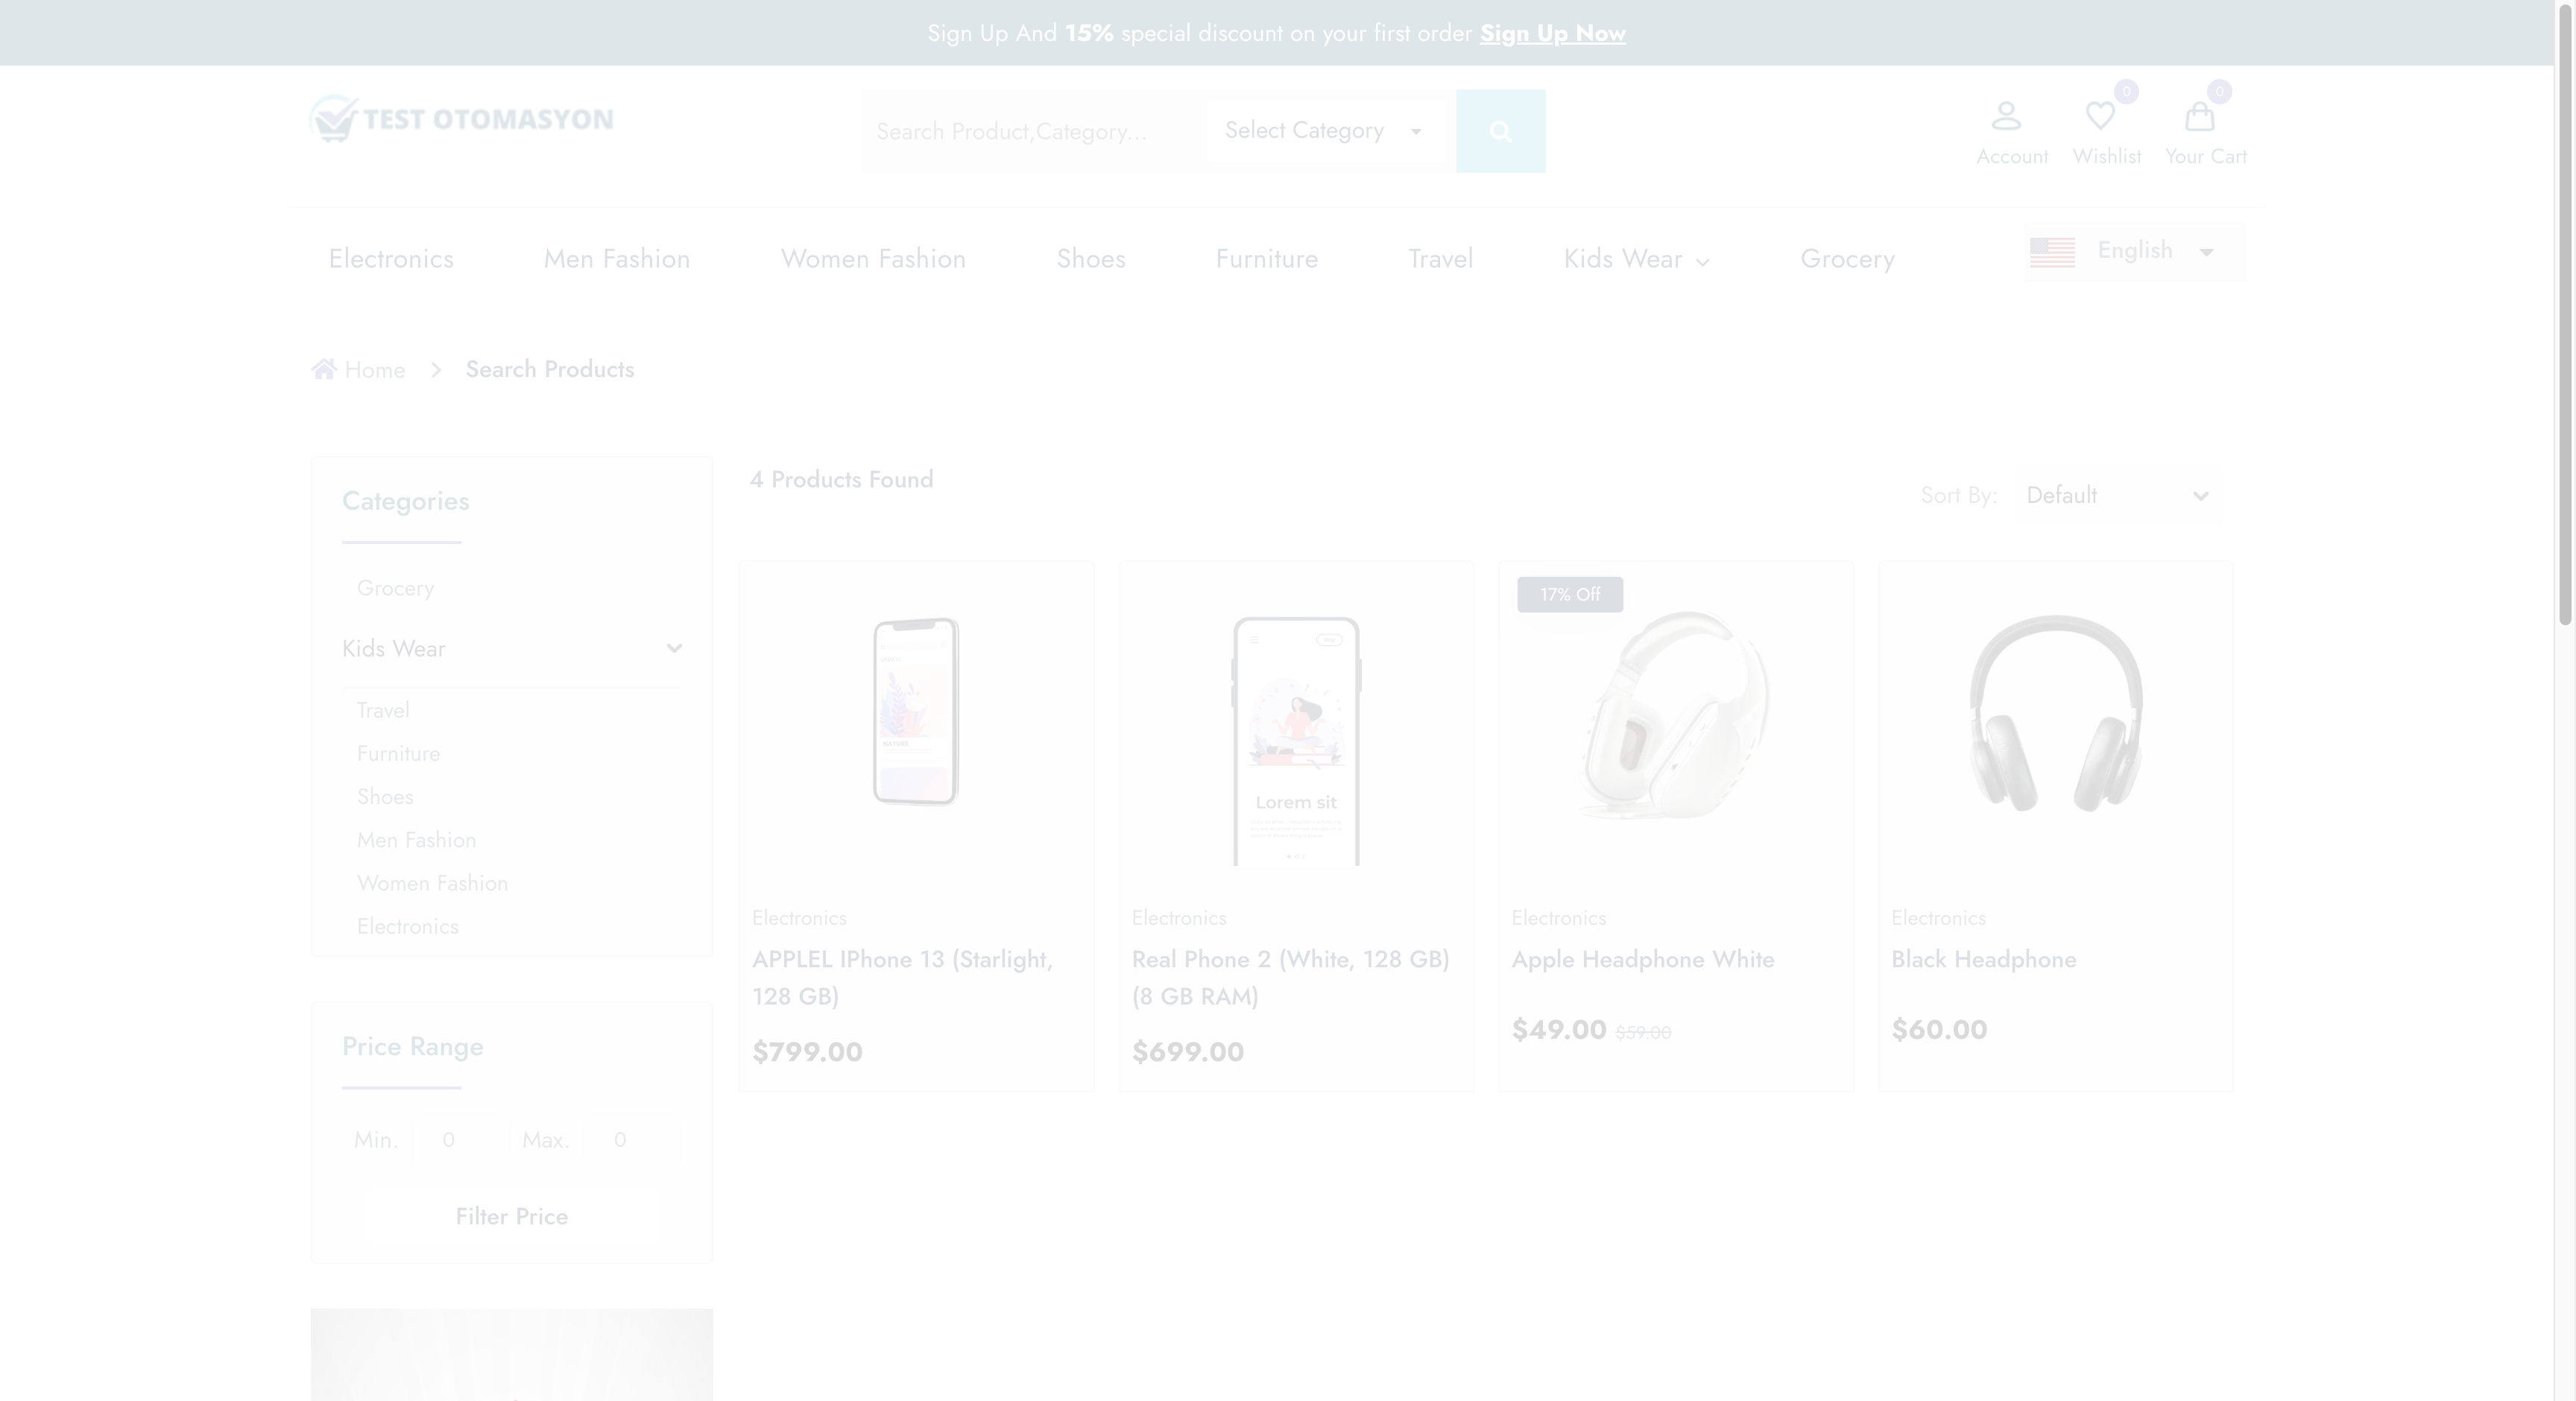 Sign Up And 15% special discount on your first order Sign Up Now
TEST OTOMASYON
Search Product,Category...
Select Category
0
0
Account
Wishlist
Your Cart
Electronics
Men Fashion
Women Fashion
Shoes
Furniture
Travel
Kids Wear
Grocery
English
Home
Search Products
Categories
Grocery
Kids Wear
Travel
Furniture
Shoes
Men Fashion
Women Fashion
Electronics
Price Range
Min. 0
Max. 0
Filter Price
4 Products Found
Sort By: Default
NATURE
Electronics
APPLEL IPhone 13 (Starlight,
128 GB)
$799.00
Lorem sit
Electronics
Real Phone 2 (White, 128 GB)
(8 GB RAM)
$699.00
17% Off
Electronics
Apple Headphone White
$49.00 $59.00
Electronics
Black Headphone
$60.00